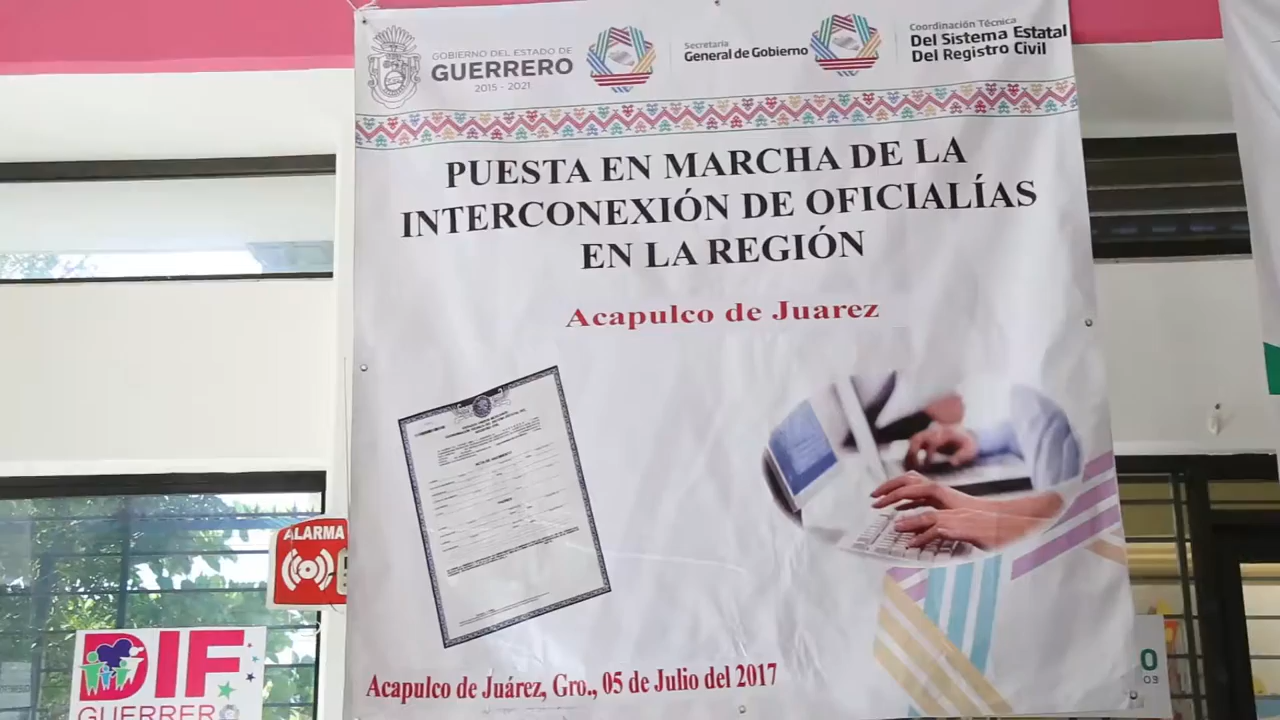 GOBIERNO DEL ESTADO DE
GUERRERO
2015 - 2021
Secretaría
General de Gobierno
Coordinación Técnica
Del Sistema Estatal
Del Registro Civil
PUESTA EN MARCHA DE LA
INTERCONEXIÓN DE OFICIALÍAS
EN LA REGIÓN
Acapulco de Juarez
Acapulco de Juárez, Gro., 05 de Julio del 2017
ALARMA
DIF
GUERRERO
0
03